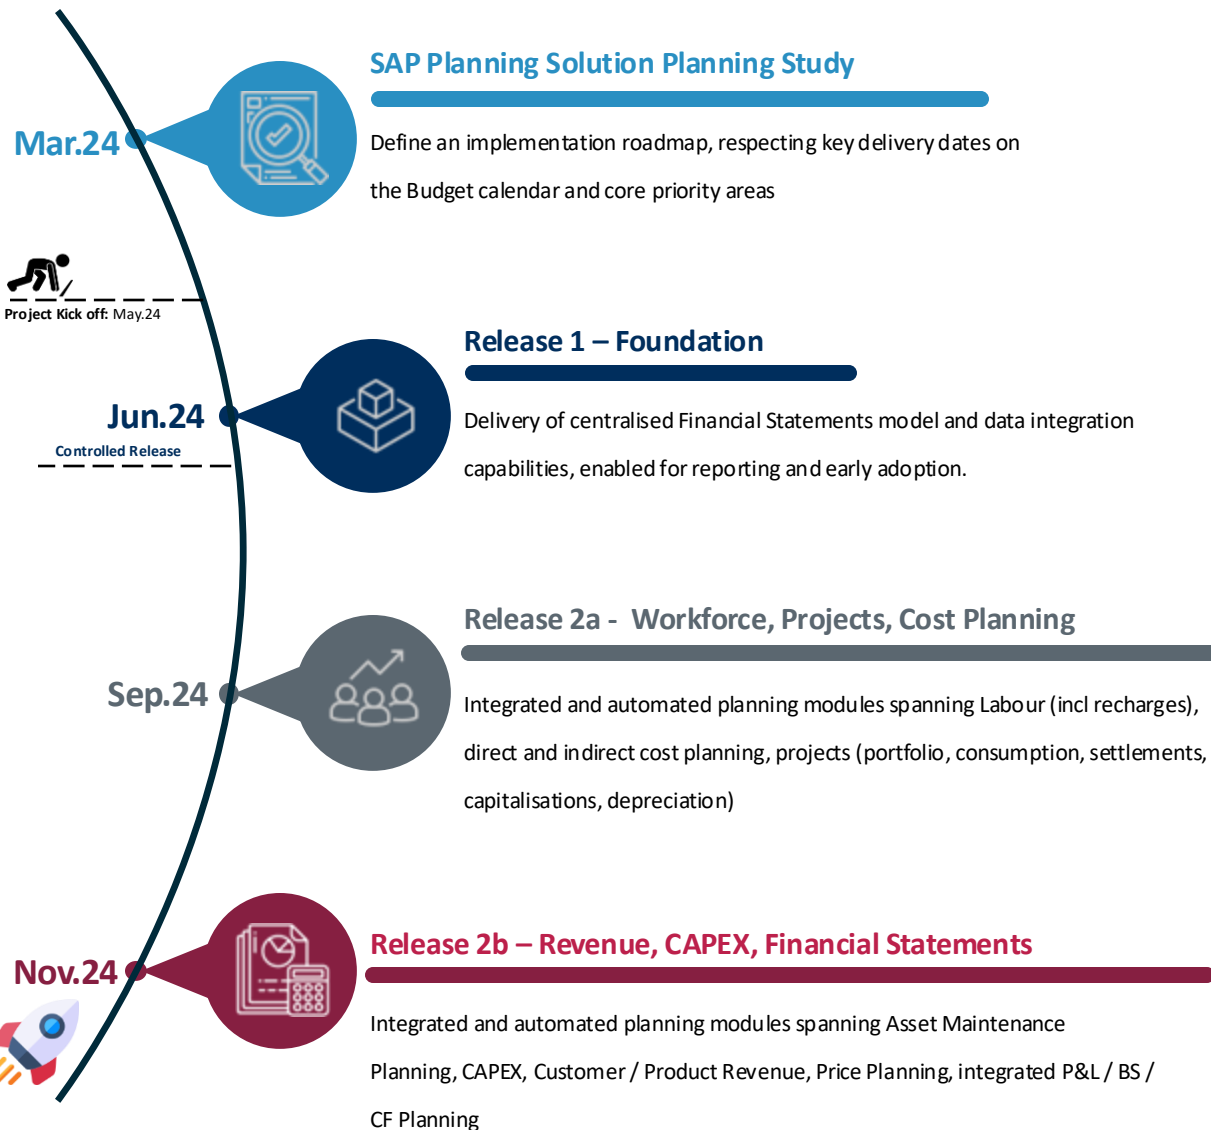 SAP Planning Solution Planning Study
Mar.24
Define an implementation roadmap, respecting key delivery dates on
the Budget calendar and core priority areas
Project Kick off: May.24
Release 1 – Foundation
Jun.24
Controlled Release
Delivery of centralised Financial Statements model and data integration
capabilities, enabled for reporting and early adoption.
Release 2a - Workforce, Projects, Cost Planning
Sep.24
Integrated and automated planning modules spanning Labour (incl recharges),
direct and indirect cost planning, projects (portfolio, consumption, settlements,
capitalisations, depreciation)
Release 2b – Revenue, CAPEX, Financial Statements
Nov.24
Integrated and automated planning modules spanning Asset Maintenance
Planning, CAPEX, Customer / Product Revenue, Price Planning, integrated P&L / BS /
CF Planning